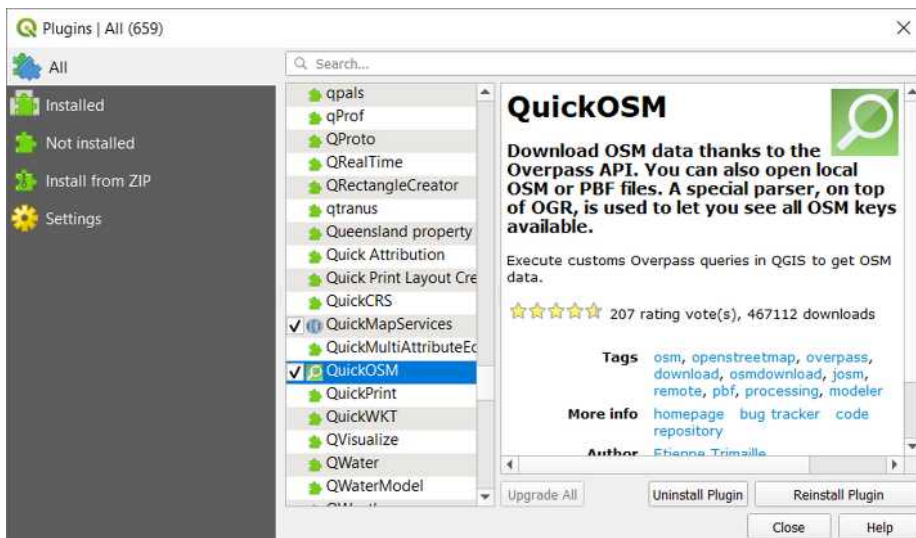 Plugins | All (659)
All
Installed
Not installed
Install from ZIP
Settings
Search...
qpals
qProf
QProto
QRealTime
QRectangleCreator
qtranus
Queensland property
Quick Attribution
Quick Print Layout Cre
QuickCRS
QuickMapServices
QuickMultiAttributeEc
QuickOSM
QuickPrint
QuickWKT
QVisualize
QWater
QWaterModel
QuickOSM
Download OSM data thanks to the
Overpass API. You can also open local
OSM or PBF files. A special parser, on top
of OGR, is used to let you see all OSM keys
available.
Execute customs Overpass queries in QGIS to get OSM
data.
207 rating vote(s), 467112 downloads
Tags osm, openstreetmap, overpass,
download, osmdownload, josm,
remote, pbf, processing, modeler
More info homepage bug tracker code
repository
Author Etienne Trimaille
Upgrade All Uninstall Plugin Reinstall Plugin
Close Help